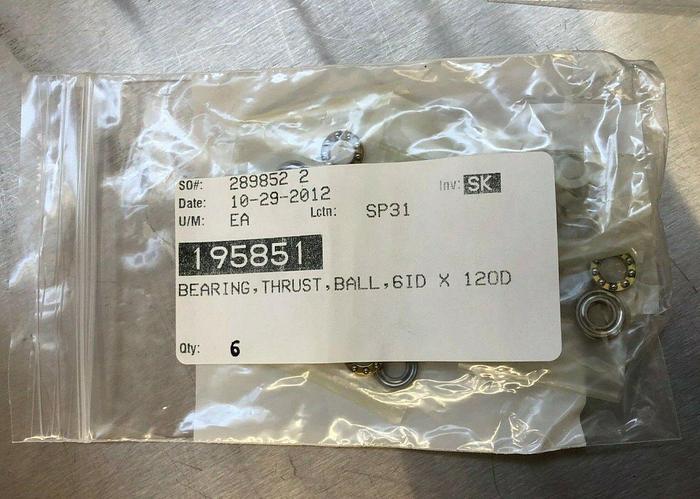 SO#: 289852 2
Inv: SK
Date: 10-29-2012
U/M: EA Lctn: SP31
195851
BEARING,THRUST,BALL,6ID X 12OD
Qty: 6